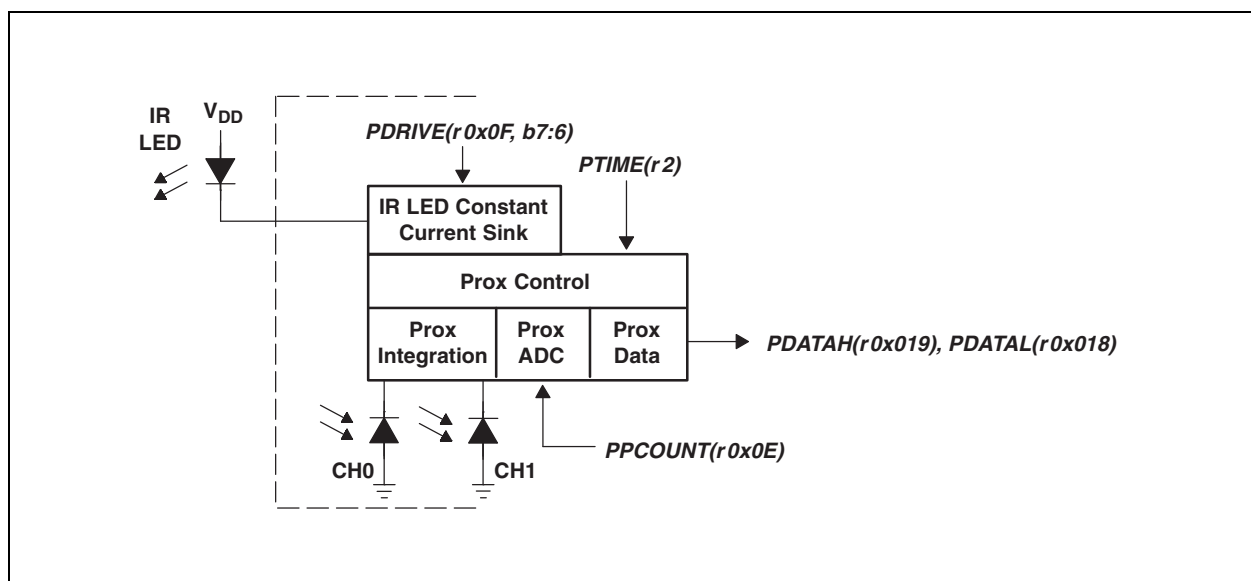 IR
LED
VDD
PDRIVE(r0x0F, b7:6)
PTIME(r2)
IR LED Constant
Current Sink
Prox Control
Prox
Integration
Prox
ADC
Prox
Data
PDATAH(r0x019), PDATAL(r0x018)
CH0
CH1
PPCOUNT(r0x0E)